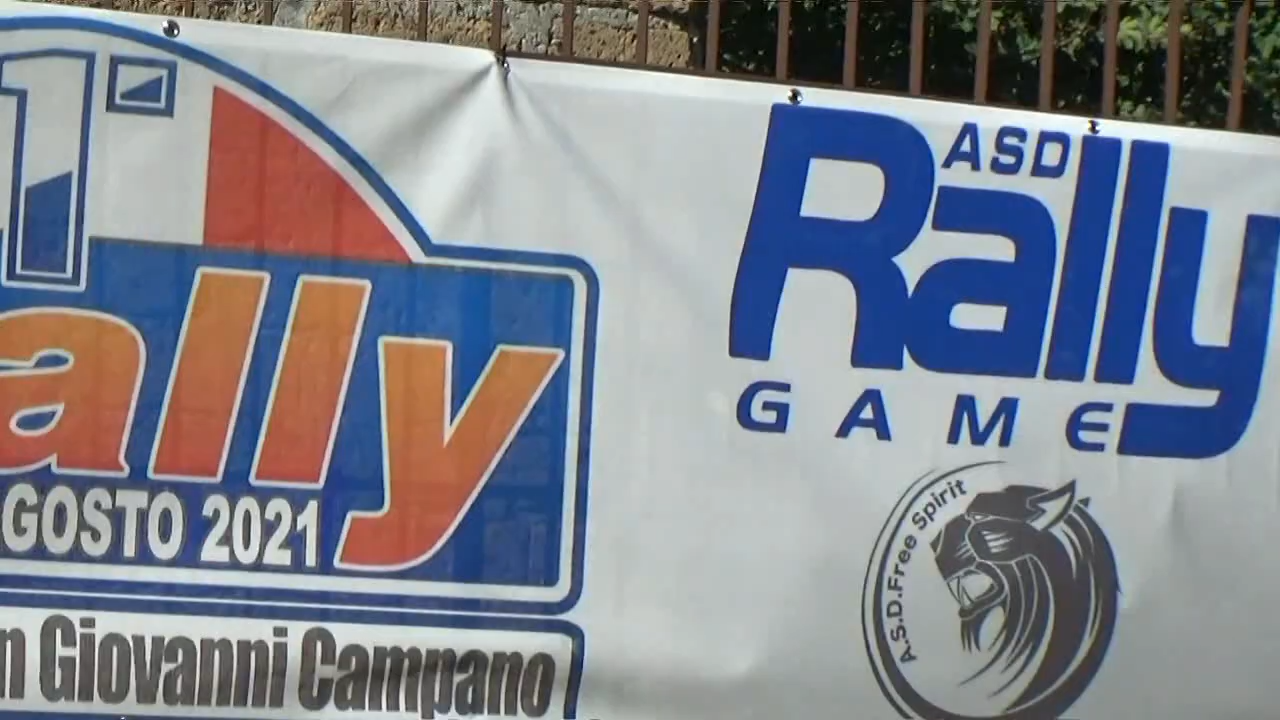 1°
ally
GOSTO 2021
n Giovanni Campano
ASD
Rally
GAME
A.S.D. Free Spirit